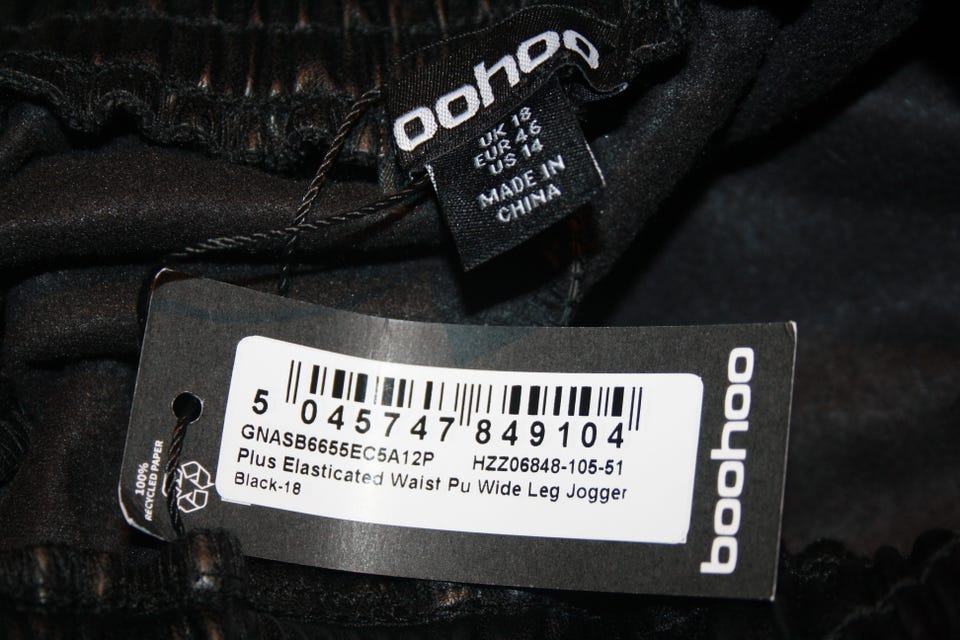 boohoo
UK 18
EUR 46
US 14
MADE IN
CHINA
5 045747 849104
GNASB6655EC5A12P HZZ06848-105-51
Plus Elasticated Waist Pu Wide Leg Jogger
Black-18
100%
RECYCLED PAPER
boohoo